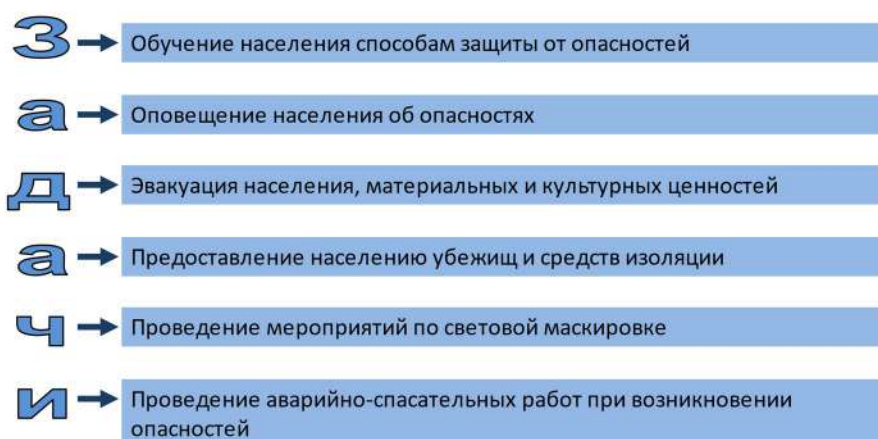 З Обучение населения способам защиты от опасностей
а Оповещение населения об опасностях
д Эвакуация населения, материальных и культурных ценностей
а Предоставление населению убежищ и средств изоляции
ч Проведение мероприятий по световой маскировке
и Проведение аварийно-спасательных работ при возникновении
опасностей